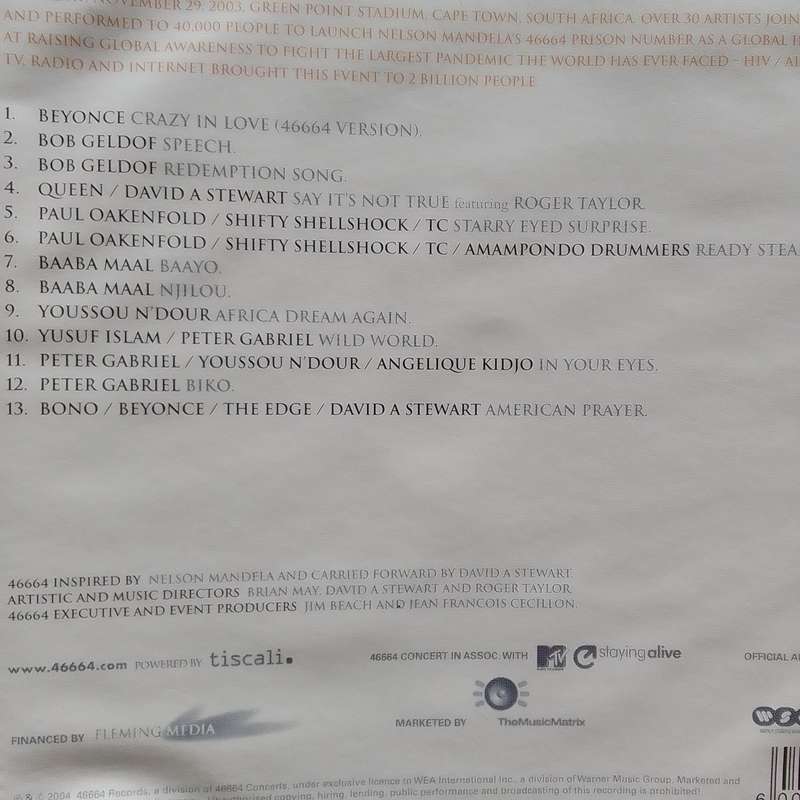 NOVEMBER 29, 2003, GREEN POINT STADIUM, CAPE TOWN, SOUTH AFRICA. OVER 30 ARTISTS JOIN
AND PERFORMED TO 40,000 PEOPLE TO LAUNCH NELSON MANDELA'S 46664 PRISON NUMBER AS A GLOBAL
AT RAISING GLOBAL AWARENESS TO FIGHT THE LARGEST PANDEMIC THE WORLD HAS EVER FACED - HIV /
TV, RADIO AND INTERNET BROUGHT THIS EVENT TO 2 BILLION PEOPLE
1. BEYONCE CRAZY IN LOVE (46664 VERSION).
2. BOB GELDOF SPEECH.
3. BOB GELDOF REDEMPTION SONG.
4. QUEEN / DAVID A STEWART SAY IT'S NOT TRUE featuring ROGER TAYLOR.
5. PAUL OAKENFOLD / SHIFTY SHELLSHOCK / TC STARRY EYED SURPRISE.
6. PAUL OAKENFOLD / SHIFTY SHELLSHOCK / TC / AMAMPONDO DRUMMERS READY STEA
7. BAABA MAAL BAAYO.
8. BAABA MAAL NJILOU.
9. YOUSSOU N'DOUR AFRICA DREAM AGAIN.
10. YUSUF ISLAM / PETER GABRIEL WILD WORLD.
11. PETER GABRIEL / YOUSSOU N'DOUR / ANGELIQUE KIDJO IN YOUR EYES.
12. PETER GABRIEL BIKO.
13. BONO / BEYONCE / THE EDGE / DAVID A STEWART AMERICAN PRAYER.
46664 INSPIRED BY NELSON MANDELA AND CARRIED FORWARD BY DAVID A STEWART.
ARTISTIC AND MUSIC DIRECTORS BRIAN MAY, DAVID A STEWART AND ROGER TAYLOR.
46664 EXECUTIVE AND EVENT PRODUCERS JIM BEACH AND JEAN FRANCOIS CECILLON.
www.46664.com POWERED BY tiscali.
46664 CONCERT IN ASSOC. WITH MTV stayingalive
OFFICIAL
MARKETED BY TheMusicMatrix
FINANCED BY FLEMING MEDIA
℗ & © 2004 46664 Records, a division of 46664 Concerts, under exclusive licence to WEA International Inc., a division of Warner Music Group. Marketed and
Unauthorised copying, hiring, lending, public performance and broadcasting of this recording is prohibited!